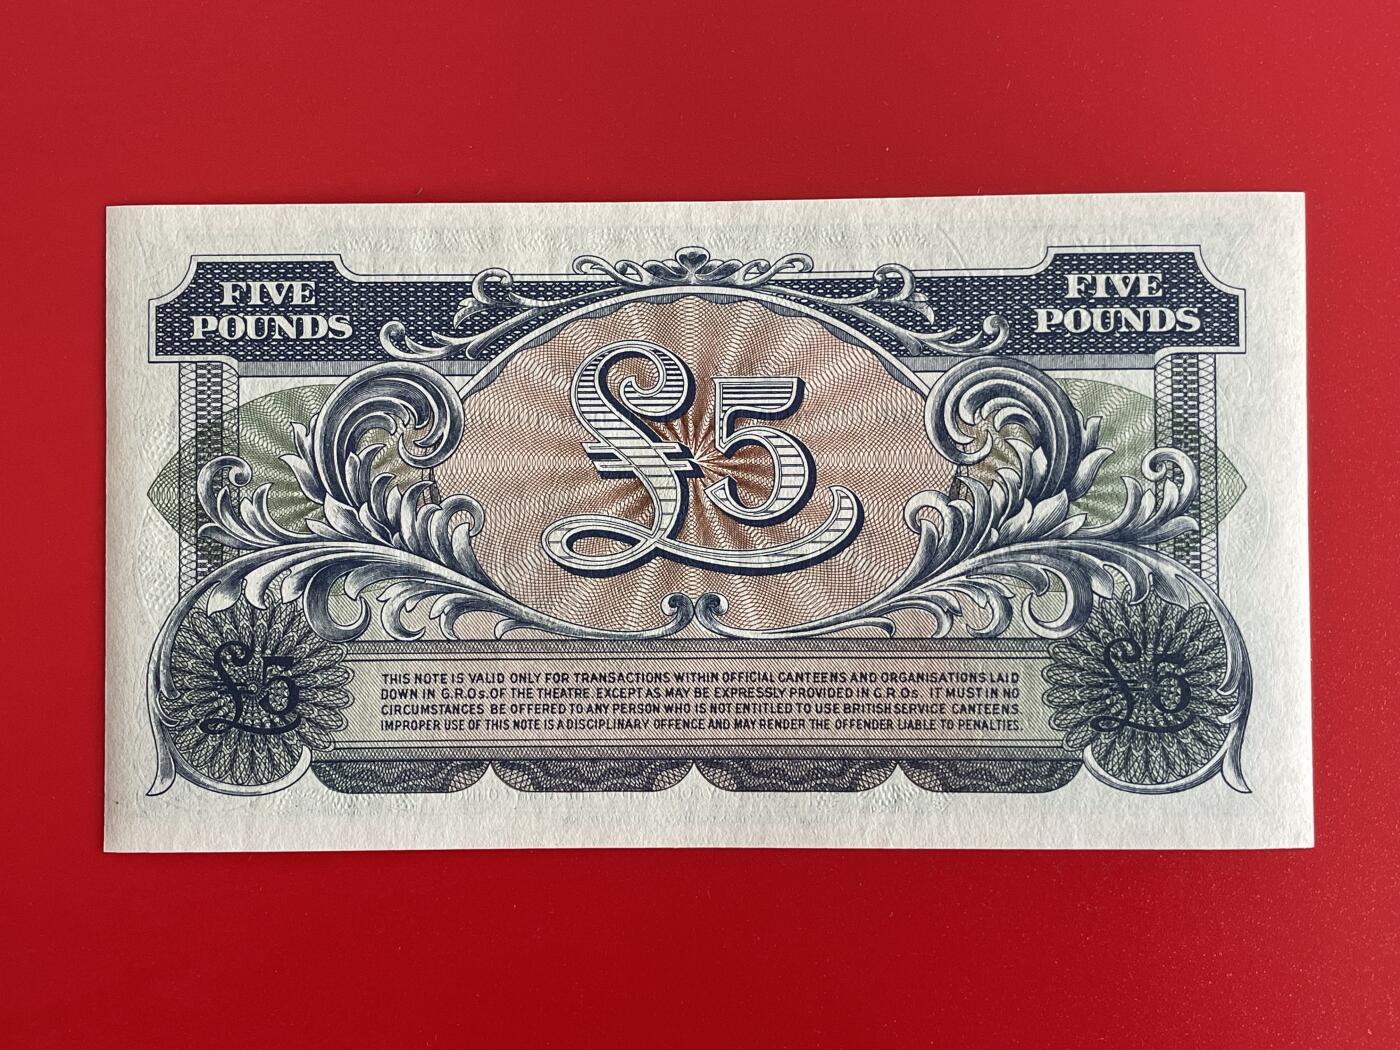 FIVE POUNDS
FIVE POUNDS
£5
£5
£5
THIS NOTE IS VALID ONLY FOR TRANSACTIONS WITHIN OFFICIAL CANTEENS AND ORGANISATIONS LAID
DOWN IN G.R.Os. OF THE THEATRE EXCEPT AS MAY BE EXPRESSLY PROVIDED IN G.R.Os. IT MUST IN NO
CIRCUMSTANCES BE OFFERED TO ANY PERSON WHO IS NOT ENTITLED TO USE BRITISH SERVICE CANTEENS
IMPROPER USE OF THIS NOTE IS A DISCIPLINARY OFFENCE AND MAY RENDER THE OFFENDER LIABLE TO PENALTIES.